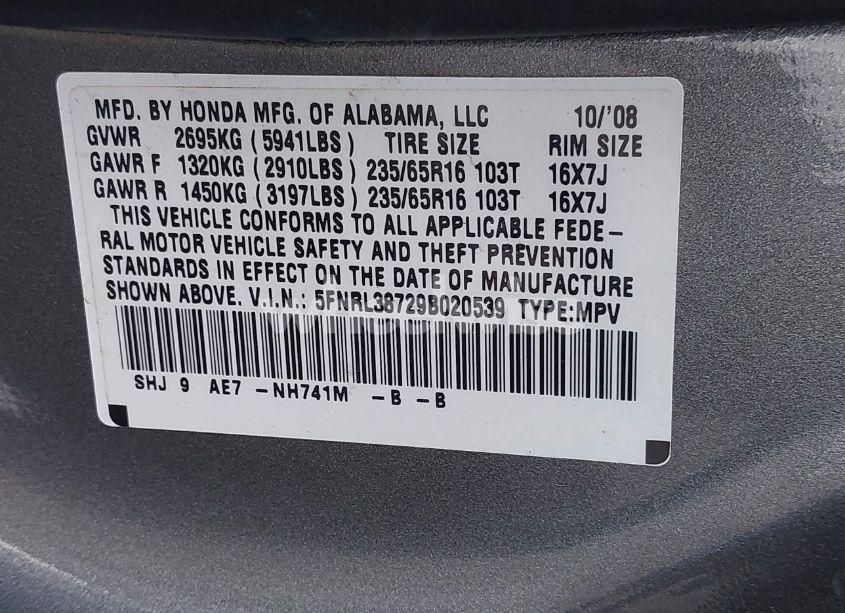 MFD. BY HONDA MFG. OF ALABAMA, LLC 10/'08
GVWR 2695KG (5941LBS) TIRE SIZE RIM SIZE
GAWR F 1320KG (2910LBS) 235/65R16 103T 16X7J
GAWR R 1450KG (3197LBS) 235/65R16 103T 16X7J
THIS VEHICLE CONFORMS TO ALL APPLICABLE FEDE-
RAL MOTOR VEHICLE SAFETY AND THEFT PREVENTION
STANDARDS IN EFFECT ON THE DATE OF MANUFACTURE
SHOWN ABOVE. V.I.N.: 5FNRL38729B020539 TYPE:MPV
SHJ 9 AE7 -NH741M -B -B